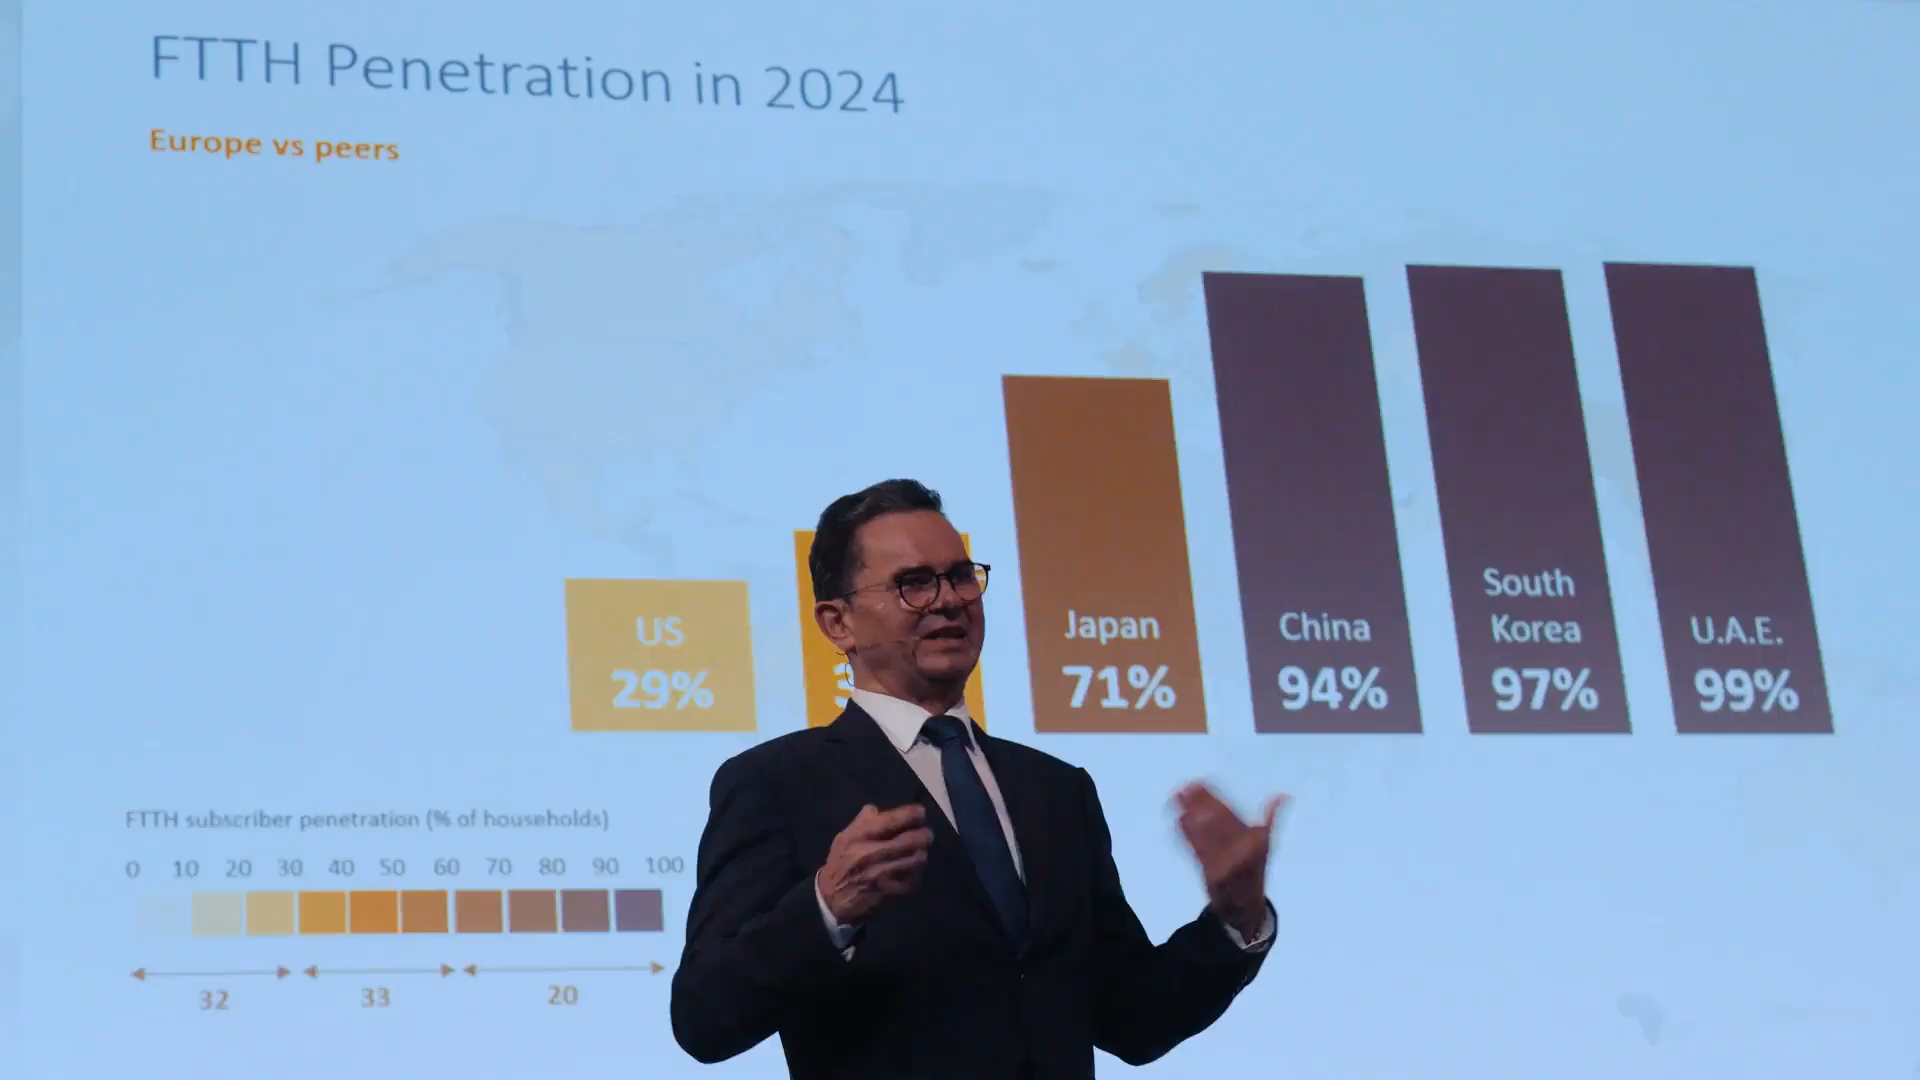 FTTH Penetration in 2024
Europe vs peers
US
29%
3
Japan
71%
China
94%
South
Korea
97%
U.A.E.
99%
FTTH subscriber penetration (% of households)
0 10 20 30 40 50 60 70 80 90 100
32 33 20